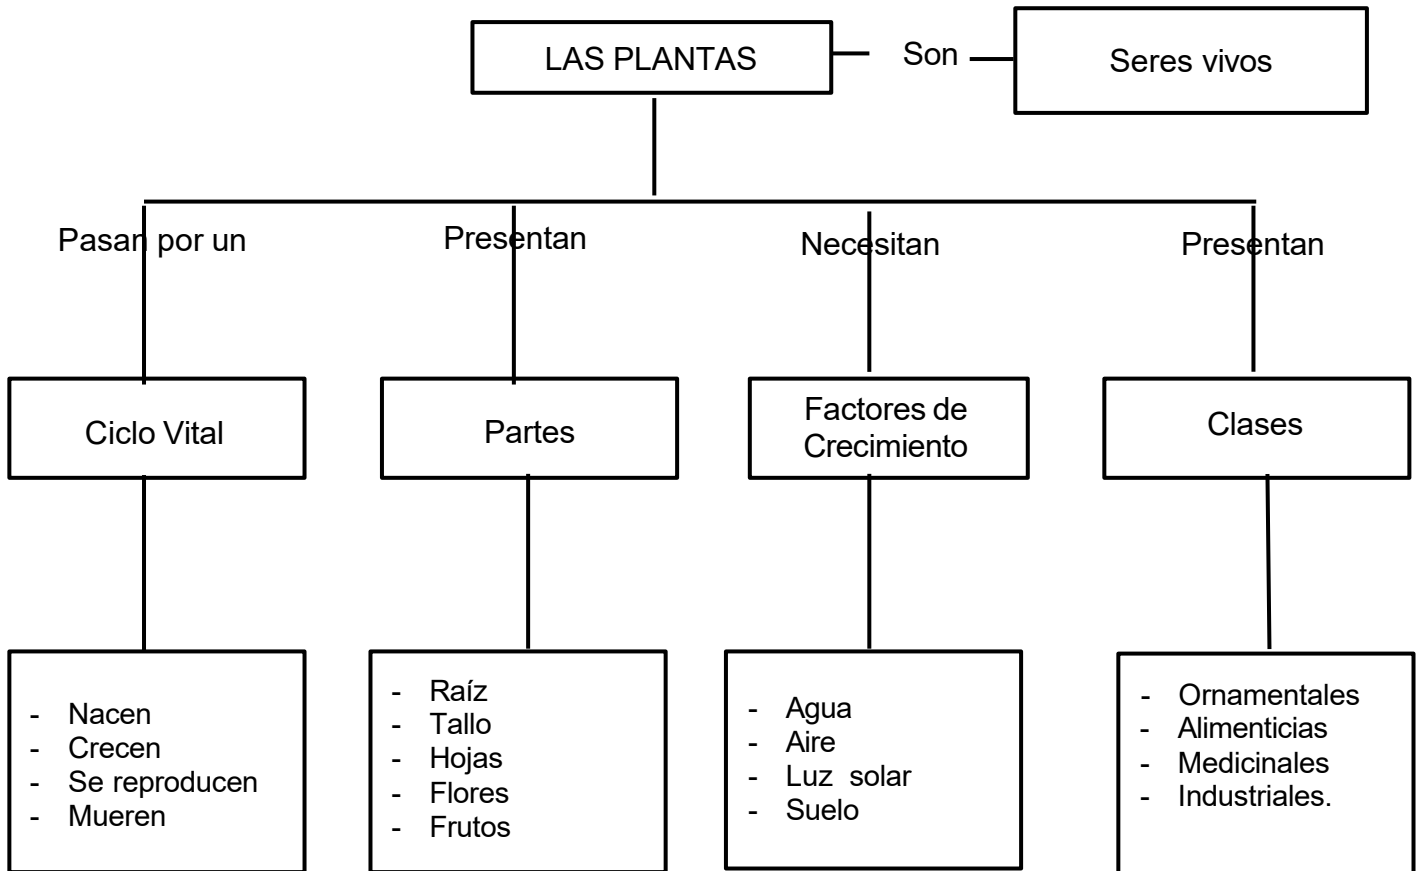 LAS PLANTAS
Son
Seres vivos
Pasan por un
Presentan
Necesitan
Presentan
Ciclo Vital
Partes
Factores de
Crecimiento
Clases
- Nacen
- Crecen
- Se reproducen
- Mueren
- Raíz
- Tallo
- Hojas
- Flores
- Frutos
- Agua
- Aire
- Luz solar
- Suelo
- Ornamentales
- Alimenticias
- Medicinales
- Industriales.